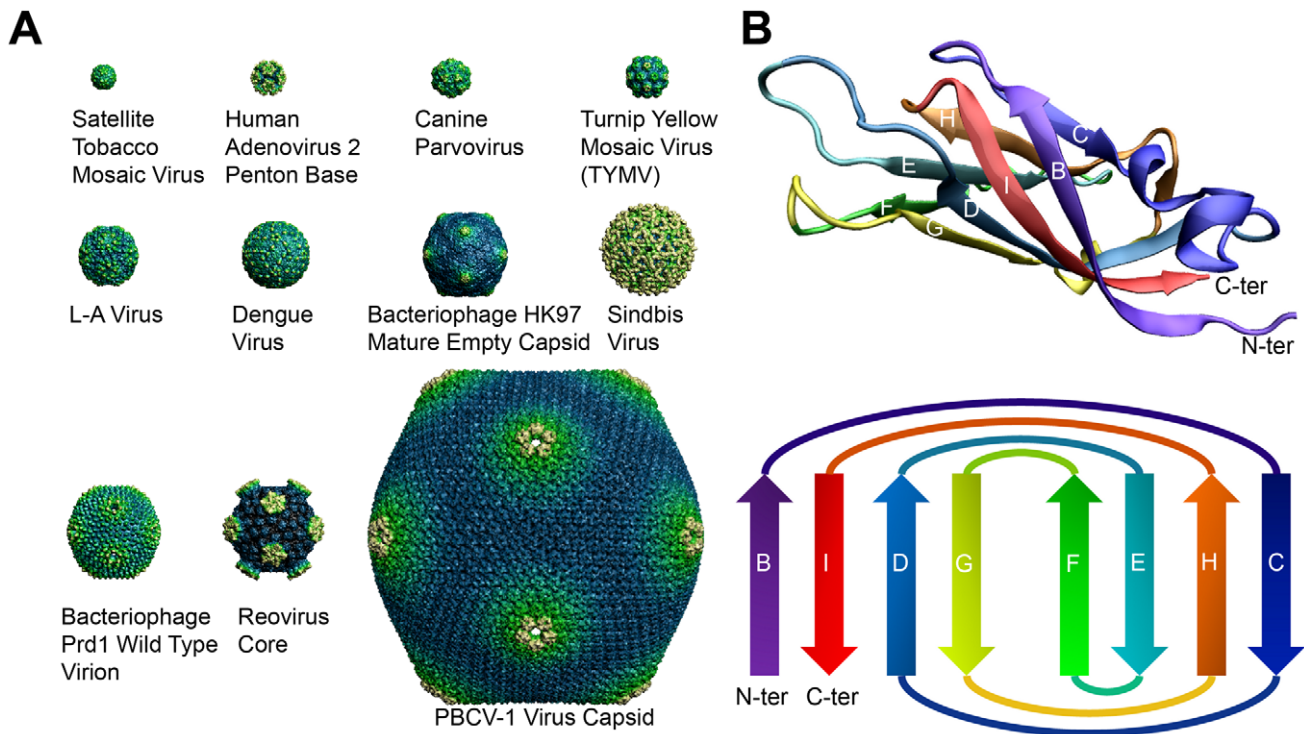 A
Satellite
Tobacco
Mosaic Virus
Human
Adenovirus 2
Penton Base
Canine
Parvovirus
Turnip Yellow
Mosaic Virus
(TYMV)
L-A Virus
Dengue
Virus
Bacteriophage HK97
Mature Empty Capsid
Sindbis
Virus
Bacteriophage
Prd1 Wild Type
Virion
Reovirus
Core
PBCV-1 Virus Capsid
B
H
C
E
I
B
F
D
G
C-ter
N-ter
B
I
D
G
F
E
H
C
N-ter
C-ter